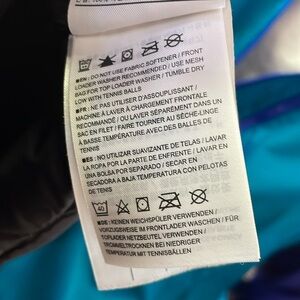 ■EN: DO NOT USE FABRIC SOFTENER / FRONT
LOADER WASHER RECOMMENDED / USE MESH
BAG FOR TOP LOADER WASHER / TUMBLE DRY
LOW WITH TENNIS BALLS
■FR: NE PAS UTILISER D'ASSOUPLISSANT /
MACHINE À LAVER À CHARGEMENT FRONTALE
RECOMMANDÉ / OU LAVER DANS UN
SAC EN FILET / FAIRE TOURNER AU SÈCHE-LINGE
À BASSE TEMPÉRATURE AVEC DES BALLES DE
TENNIS
■ES: NO UTILIZAR SUAVIZANTE DE TELAS / LAVAR
LA ROPA POR LA PARTE DE ENFRENTE / LAVAR EN
UNA BOLSA POR SEPARADO / SECAR EN
SECADORA A BAJA TEMPERATURA CON PELOTAS
DE TENIS
40
■DE: KEINEN WEICHSPÜLER VERWENDEN /
VORZUGSWEISE IM FRONTLADER WASCHEN / FÜR
TOPLADER NETZBEUTEL VERWENDEN /
TROMMELTROCKNEN BEI NIEDRIGER
TEMPERATUR MIT TENNISBÄLLEN